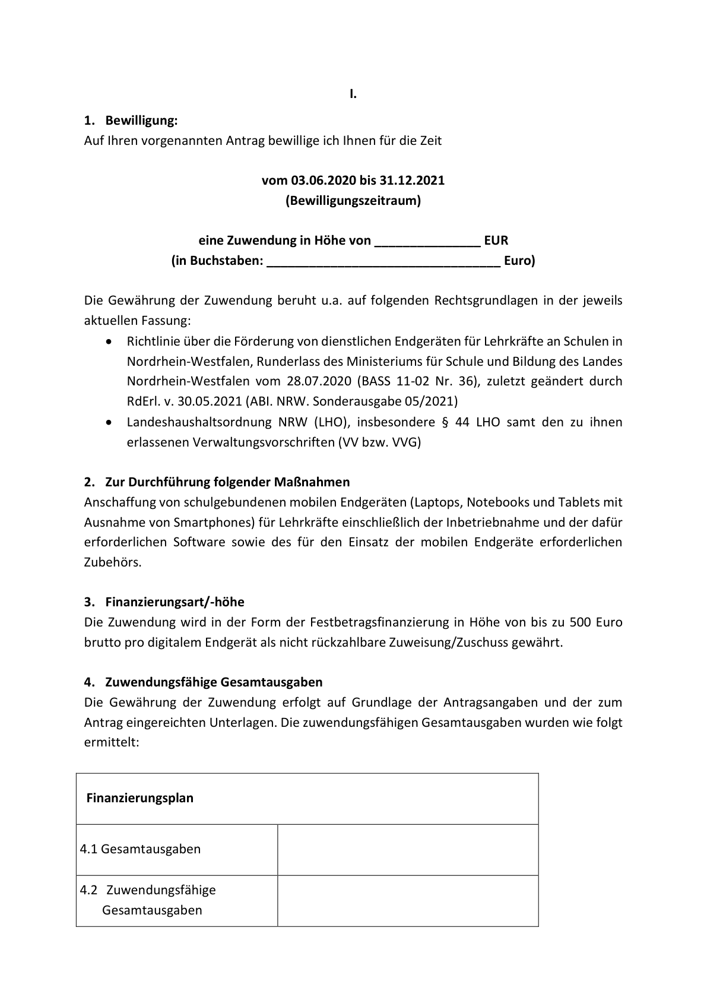 I.
1. Bewilligung:
Auf Ihren vorgenannten Antrag bewillige ich Ihnen für die Zeit
vom 03.06.2020 bis 31.12.2021
(Bewilligungszeitraum)
eine Zuwendung in Höhe von _______________ EUR
(in Buchstaben: _________________________________ Euro)
Die Gewährung der Zuwendung beruht u.a. auf folgenden Rechtsgrundlagen in der jeweils
aktuellen Fassung:
• Richtlinie über die Förderung von dienstlichen Endgeräten für Lehrkräfte an Schulen in
Nordrhein-Westfalen, Runderlass des Ministeriums für Schule und Bildung des Landes
Nordrhein-Westfalen vom 28.07.2020 (BASS 11-02 Nr. 36), zuletzt geändert durch
RdErl. v. 30.05.2021 (ABI. NRW. Sonderausgabe 05/2021)
• Landeshaushaltsordnung NRW (LHO), insbesondere § 44 LHO samt den zu ihnen
erlassenen Verwaltungsvorschriften (VV bzw. VVG)
2. Zur Durchführung folgender Maßnahmen
Anschaffung von schulgebundenen mobilen Endgeräten (Laptops, Notebooks und Tablets mit
Ausnahme von Smartphones) für Lehrkräfte einschließlich der Inbetriebnahme und der dafür
erforderlichen Software sowie des für den Einsatz der mobilen Endgeräte erforderlichen
Zubehörs.
3. Finanzierungsart/-höhe
Die Zuwendung wird in der Form der Festbetragsfinanzierung in Höhe von bis zu 500 Euro
brutto pro digitalem Endgerät als nicht rückzahlbare Zuweisung/Zuschuss gewährt.
4. Zuwendungsfähige Gesamtausgaben
Die Gewährung der Zuwendung erfolgt auf Grundlage der Antragsangaben und der zum
Antrag eingereichten Unterlagen. Die zuwendungsfähigen Gesamtausgaben wurden wie folgt
ermittelt:
Finanzierungsplan
4.1 Gesamtausgaben
4.2 Zuwendungsfähige
Gesamtausgaben